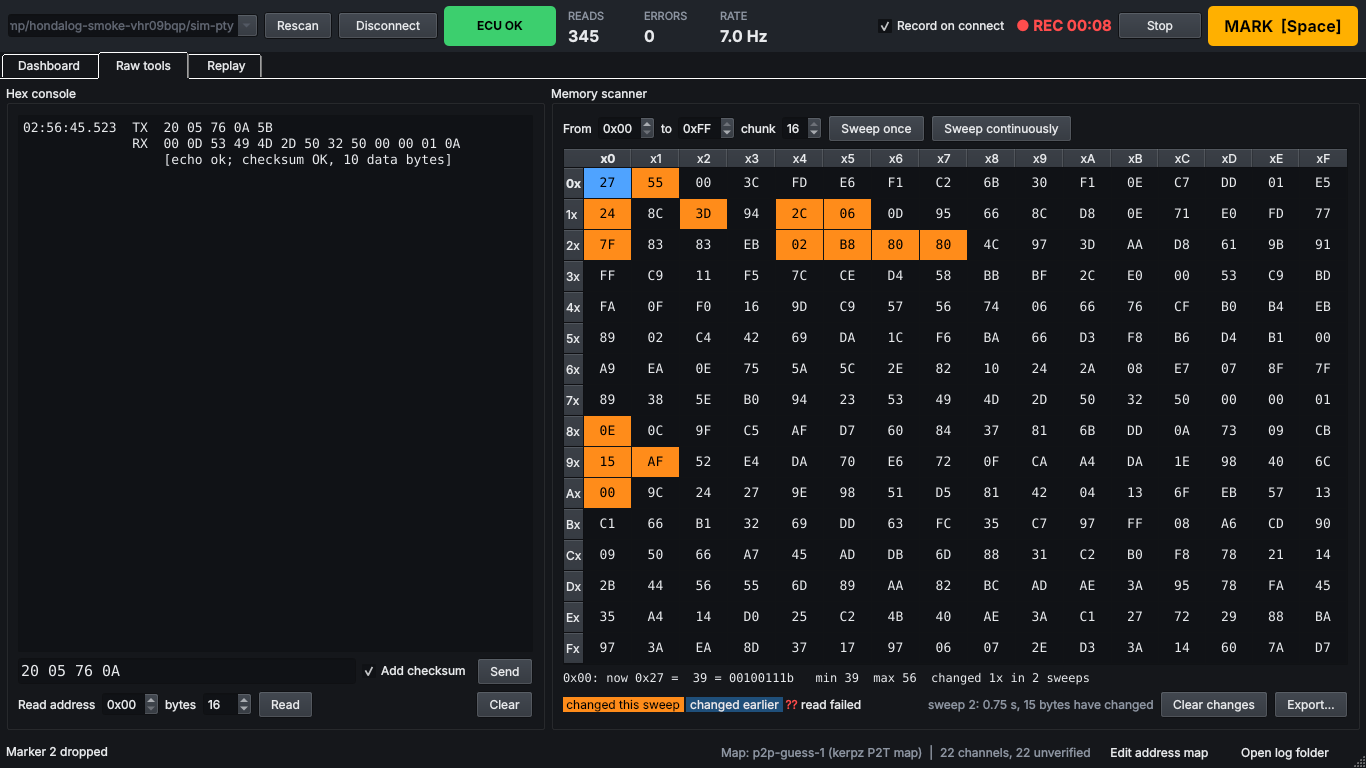 mp/hondalog-smoke-vhr09bqp/sim-pty Rescan Disconnect ECU OK READS 345 ERRORS 0 RATE 7.0 Hz Record on connect REC 00:08 Stop MARK [Space]
Dashboard Raw tools Replay
Hex console
02:56:45.523 TX 20 05 76 0A 5B
RX 00 0D 53 49 4D 2D 50 32 50 00 00 01 0A
[echo ok; checksum OK, 10 data bytes]
20 05 76 0A Add checksum Send
Read address 0x00 bytes 16 Read Clear
Memory scanner
From 0x00 to 0xFF chunk 16 Sweep once Sweep continuously
x0 x1 x2 x3 x4 x5 x6 x7 x8 x9 xA xB xC xD xE xF
0x 27 55 00 3C FD E6 F1 C2 6B 30 F1 0E C7 DD 01 E5
1x 24 8C 3D 94 2C 06 0D 95 66 8C D8 0E 71 E0 FD 77
2x 7F 83 83 EB 02 B8 80 80 4C 97 3D AA D8 61 9B 91
3x FF C9 11 F5 7C CE D4 58 BB BF 2C E0 00 53 C9 BD
4x FA 0F F0 16 9D C9 57 56 74 06 66 76 CF B0 B4 EB
5x 89 02 C4 42 69 DA 1C F6 BA 66 D3 F8 B6 D4 B1 00
6x A9 EA 0E 75 5A 5C 2E 82 10 24 2A 08 E7 07 8F 7F
7x 89 38 5E B0 94 23 53 49 4D 2D 50 32 50 00 00 01
8x 0E 0C 9F C5 AF D7 60 84 37 81 6B DD 0A 73 09 CB
9x 15 AF 52 E4 DA 70 E6 72 0F CA A4 DA 1E 98 40 6C
Ax 00 9C 24 27 9E 98 51 D5 81 42 04 13 6F EB 57 13
Bx C1 66 B1 32 69 DD 63 FC 35 C7 97 FF 08 A6 CD 90
Cx 09 50 66 A7 45 AD DB 6D 88 31 C2 B0 F8 78 21 14
Dx 2B 44 56 55 6D 89 AA 82 BC AD AE 3A 95 78 FA 45
Ex 35 A4 14 D0 25 C2 4B 40 AE 3A C1 27 72 29 88 BA
Fx 97 3A EA 8D 37 17 97 06 07 2E D3 3A 14 60 7A D7
0x00: now 0x27 = 39 = 00100111b min 39 max 56 changed 1x in 2 sweeps
changed this sweep changed earlier ?? read failed sweep 2: 0.75 s, 15 bytes have changed Clear changes Export...
Marker 2 dropped Map: p2p-guess-1 (kerpz P2T map) | 22 channels, 22 unverified Edit address map Open log folder